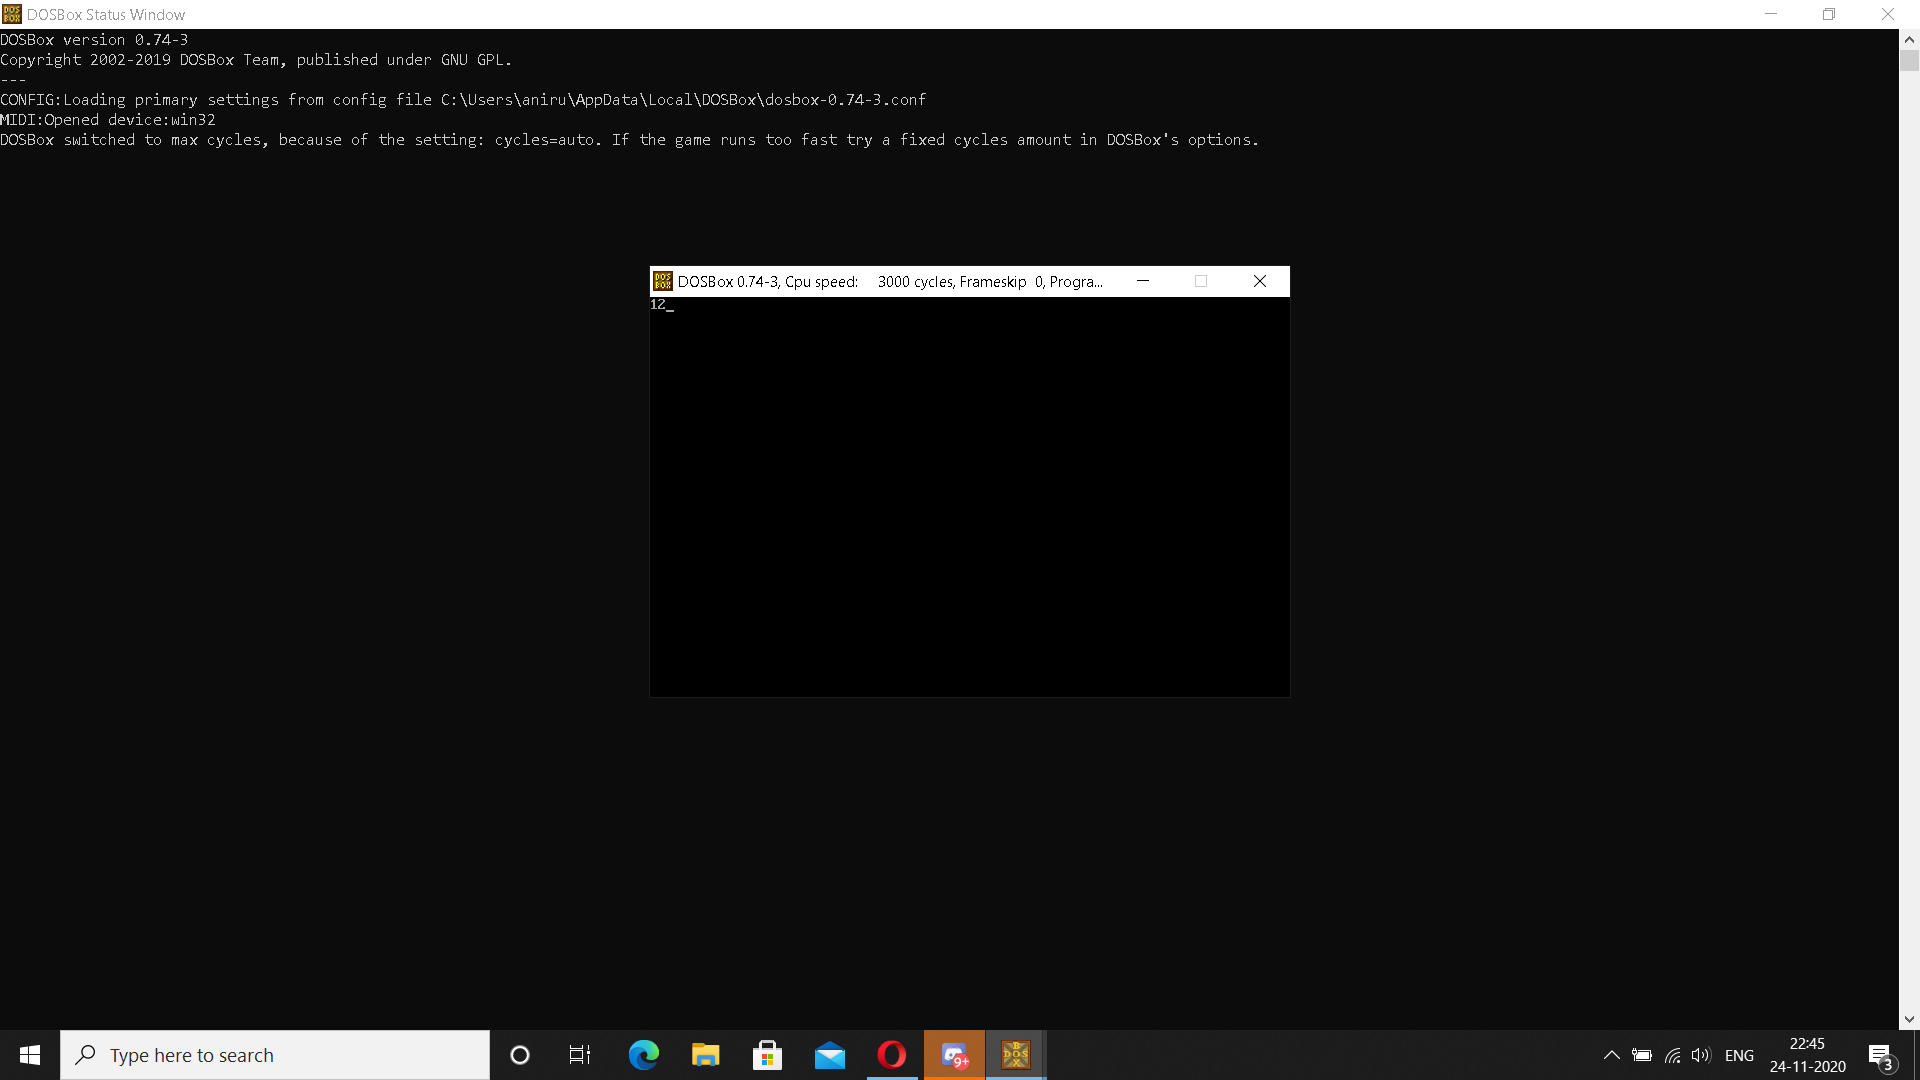 DOSBox Status Window
DOSBox version 0.74-3
Copyright 2002-2019 DOSBox Team, published under GNU GPL.
---
CONFIG:Loading primary settings from config file C:\Users\aniru\AppData\Local\DOSBox\dosbox-0.74-3.conf
MIDI:Opened device:win32
DOSBox switched to max cycles, because of the setting: cycles=auto. If the game runs too fast try a fixed cycles amount in DOSBox's options.
DOSBox 0.74-3, Cpu speed: 3000 cycles, Frameskip 0, Progra...
12_
Type here to search
9+
DOS
BOX
ENG
22:45
24-11-2020
3